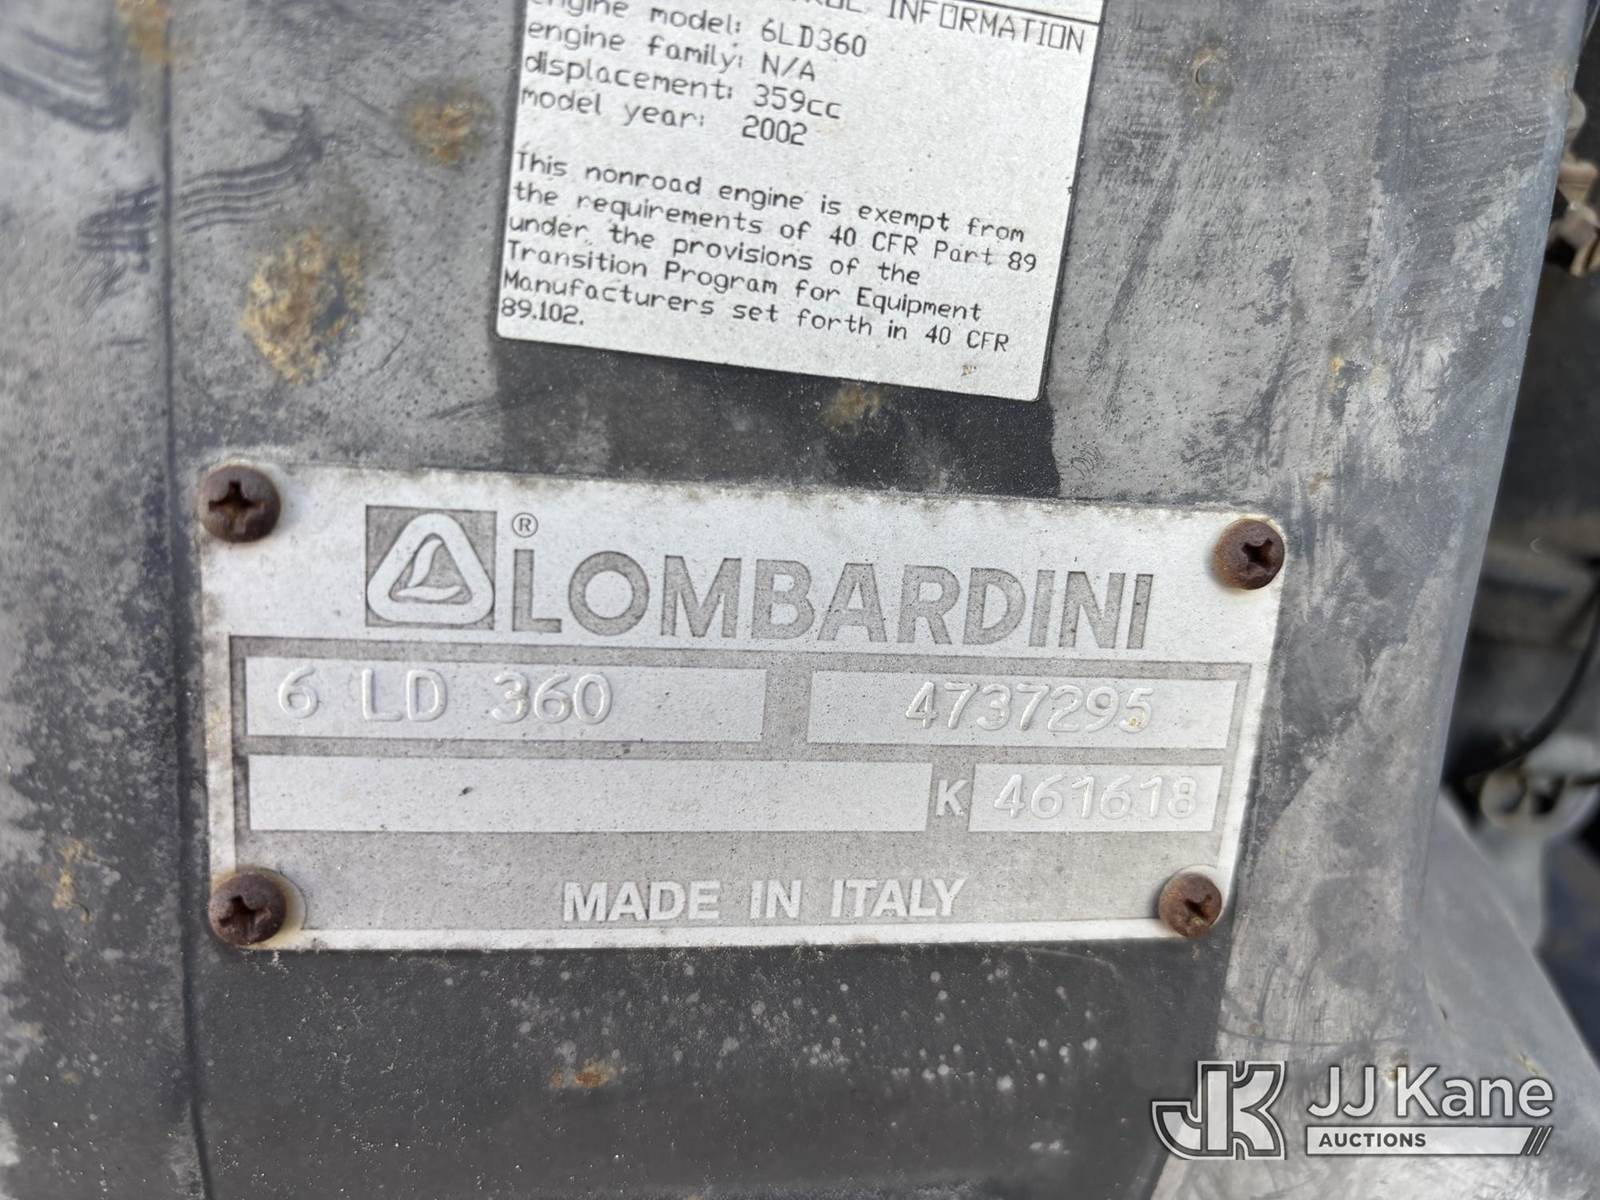 INFORMATION
engine model: 6LD360
engine family: N/A
displacement: 359cc
model year: 2002
This nonroad engine is exempt from
the requirements of 40 CFR Part 89
under the provisions of the
Transition Program for Equipment
Manufacturers set forth in 40 CFR
89.102.
® LOMBARDINI
6 LD 360 4737295
K 461618
MADE IN ITALY
JK JJ Kane
AUCTIONS